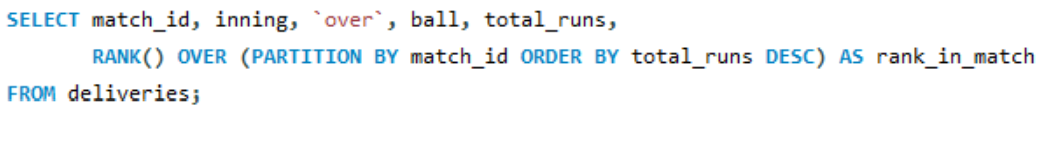 SELECT match_id, inning, `over`, ball, total_runs,
RANK() OVER (PARTITION BY match_id ORDER BY total_runs DESC) AS rank_in_match
FROM deliveries;